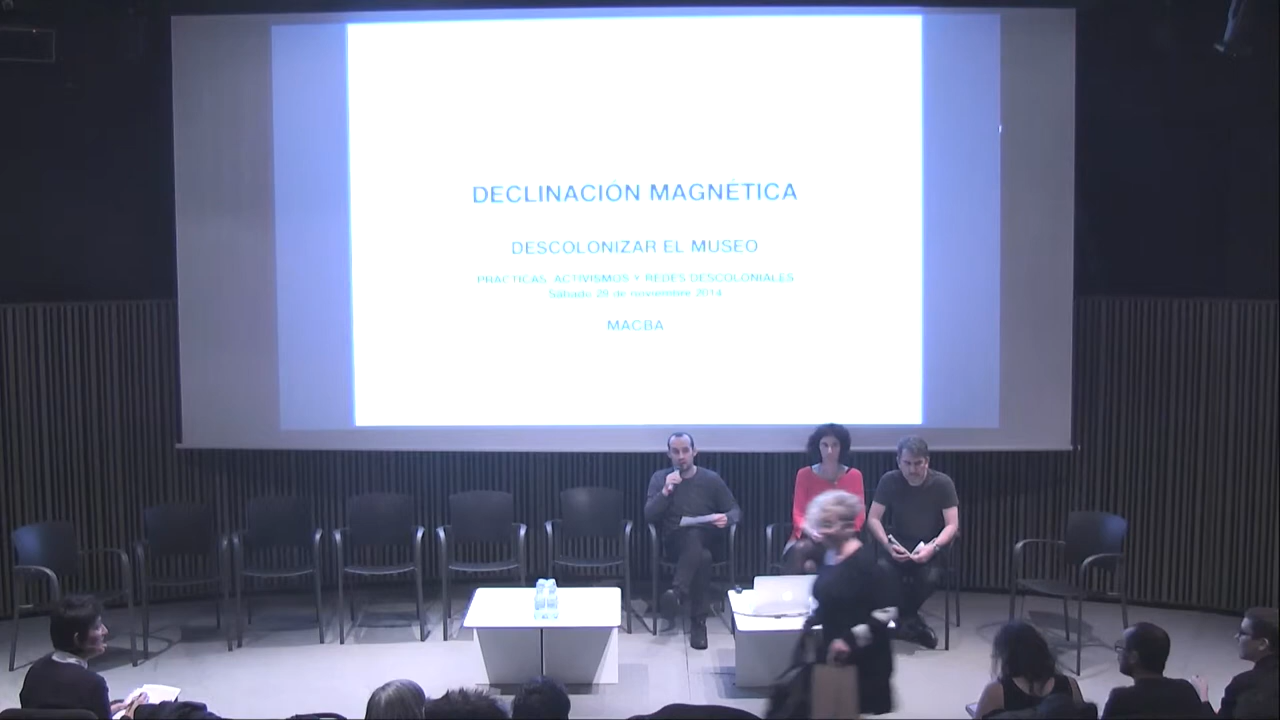 DECLINACIÓN MAGNÉTICA
DESCOLONIZAR EL MUSEO
PRÁCTICAS, ACTIVISMOS Y REDES DESCOLONIALES
Sábado 29 de noviembre 2014
MACBA